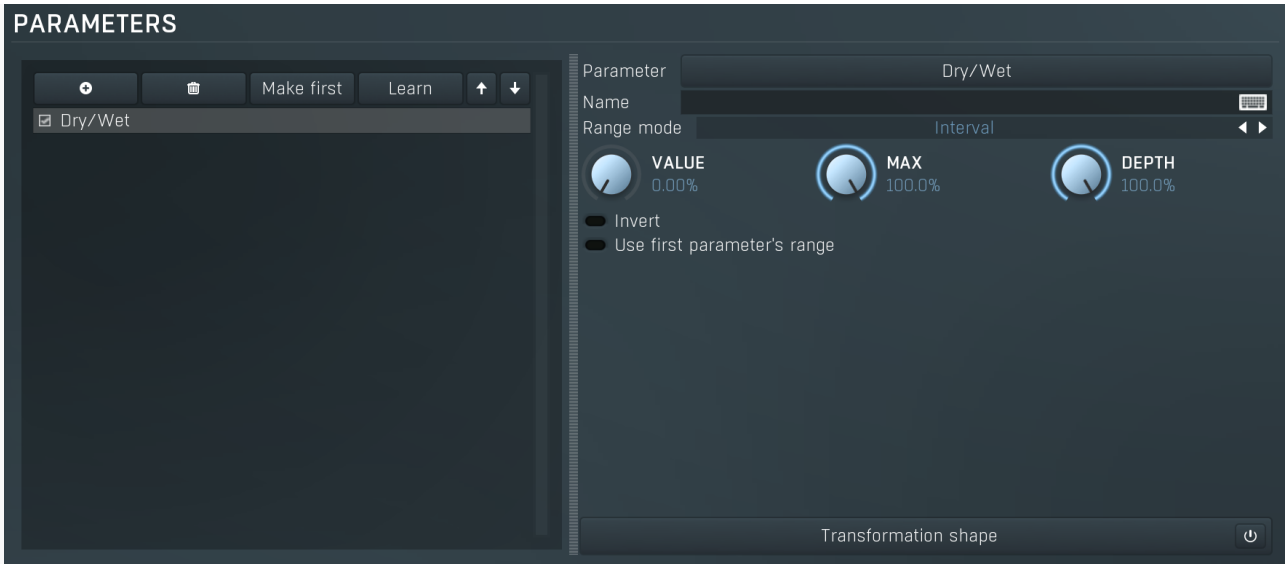 PARAMETERS
Make first
Learn
Dry/Wet
Parameter Dry/Wet
Name
Range mode Interval
VALUE MAX DEPTH
0.00% 100.0% 100.0%
Invert
Use first parameter's range
Transformation shape